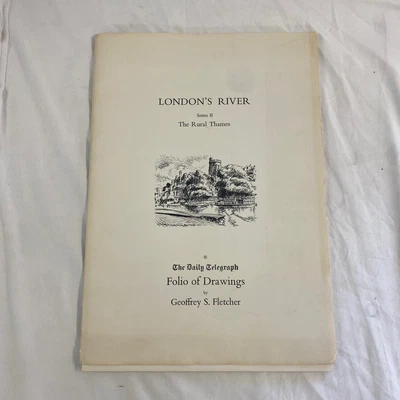 LONDON'S RIVER
Series II
The Rural Thames
The Daily Telegraph
Folio of Drawings
by
Geoffrey S. Fletcher